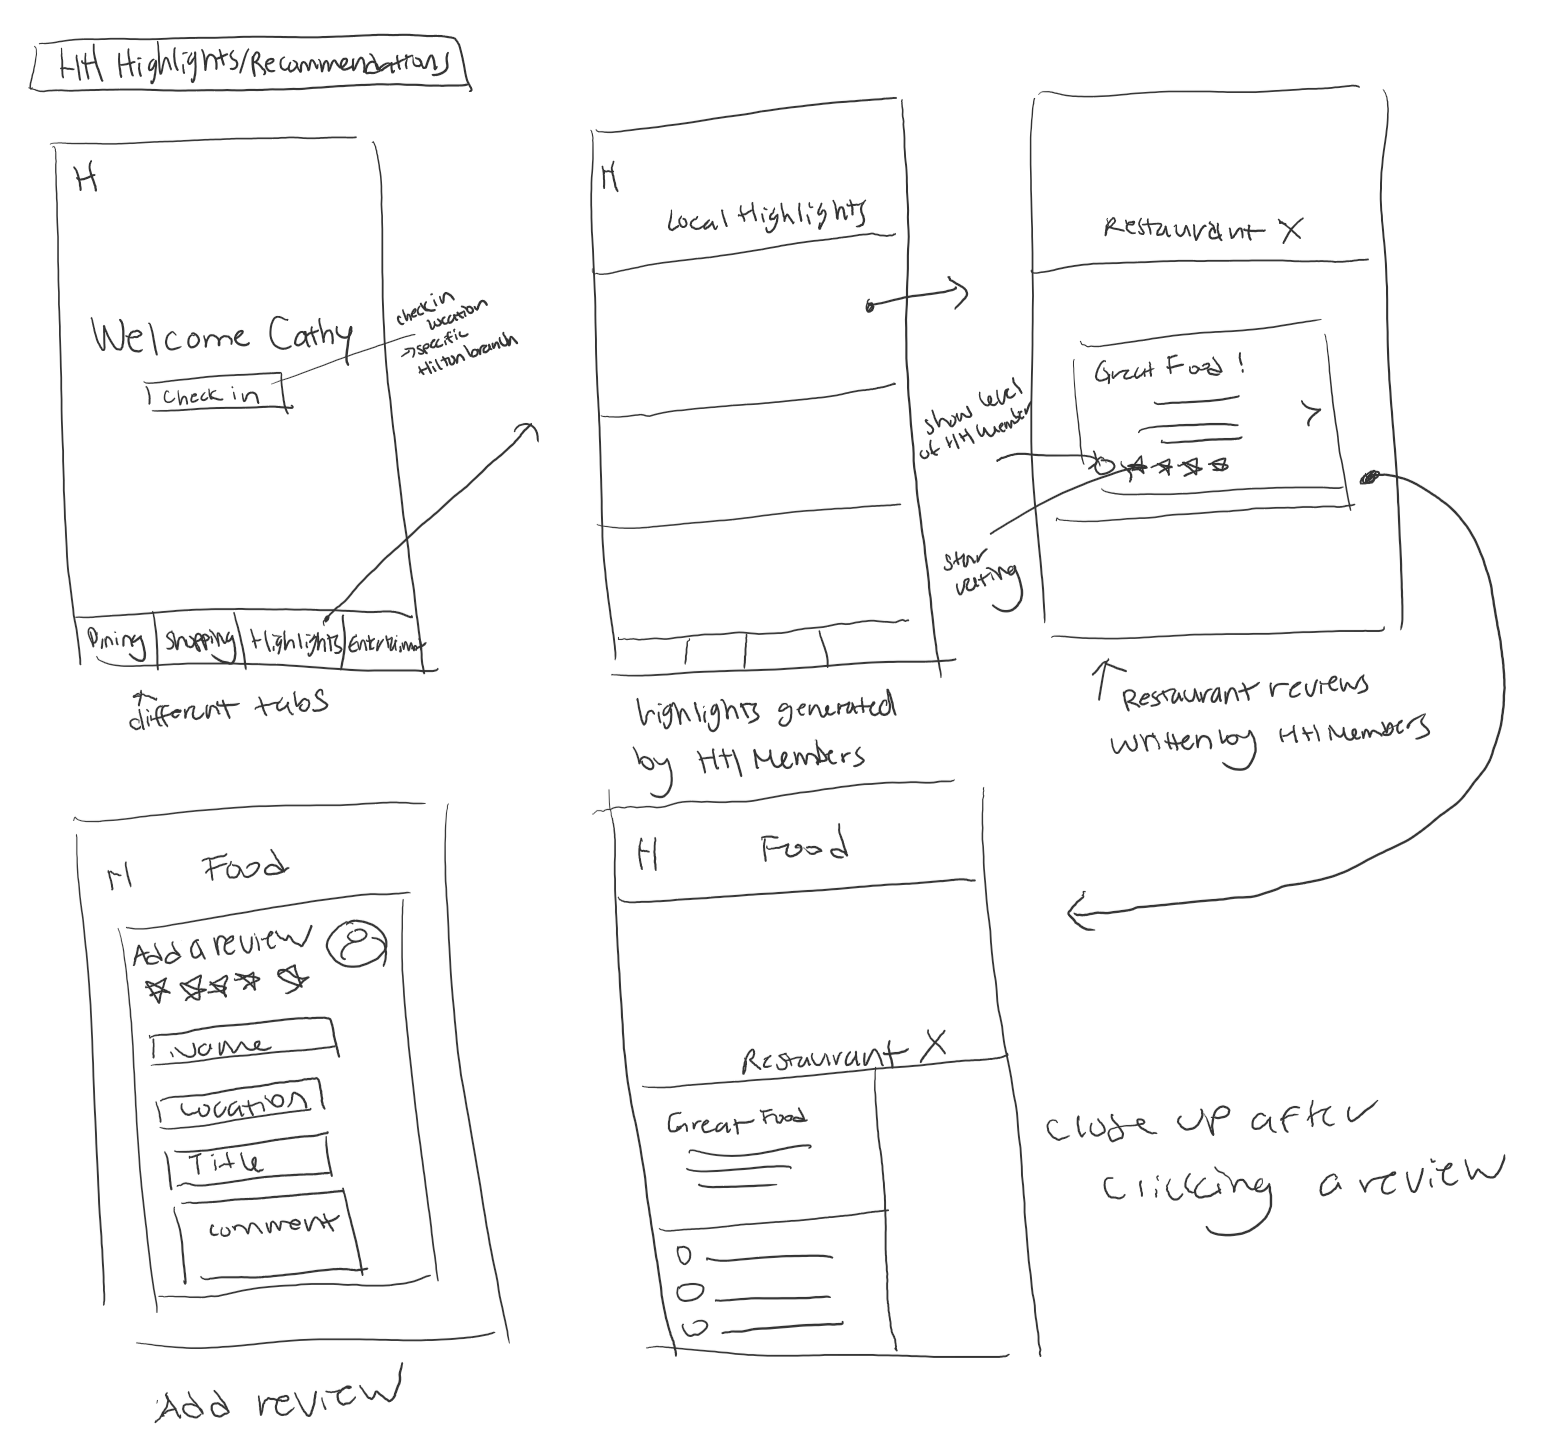 HH Highlights/Recommendations
H
Welcome Cathy
Check in
check in
location
→ specific
Hilton branch
Dining
Shopping
Highlights
different tabs
H
Local Highlights
highlights generated
by HH Members
Restaurant X
Great Food!
>
show level
of HH member
star
rating
Restaurant reviews
written by HH Members
H Food
Add a review
Name
Location
Title
comment
Add review
H Food
Restaurant X
Great Food
close up after
clicking a review